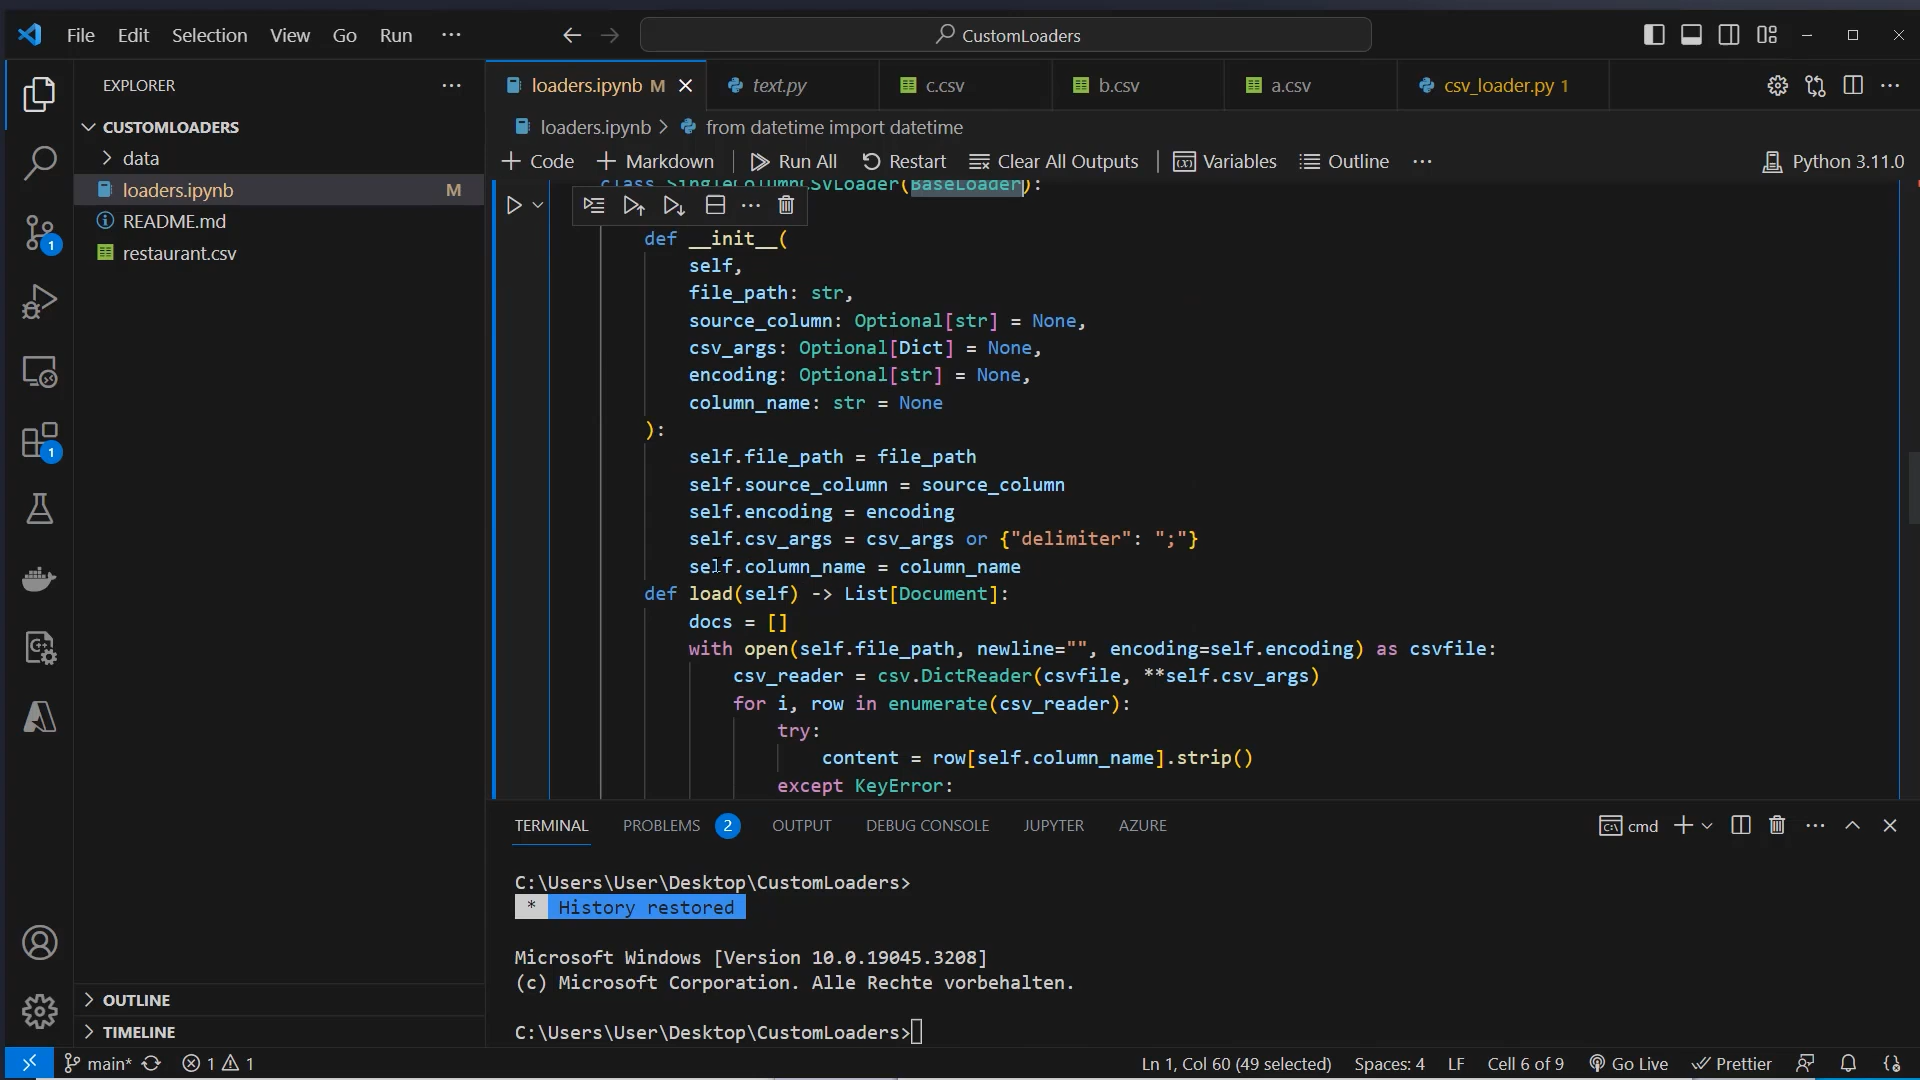 File Edit Selection View Go Run ··· CustomLoaders
EXPLORER ···
CUSTOMLOADERS
data
loaders.ipynb M
README.md
restaurant.csv
OUTLINE
TIMELINE
loaders.ipynb M text.py c.csv b.csv a.csv csv_loader.py 1 ···
loaders.ipynb > from datetime import datetime
+ Code + Markdown Run All Restart Clear All Outputs Variables Outline ··· Python 3.11.0
class SingleColumnCSVLoader(BaseLoader):
def __init__(
self,
file_path: str,
source_column: Optional[str] = None,
csv_args: Optional[Dict] = None,
encoding: Optional[str] = None,
column_name: str = None
):
self.file_path = file_path
self.source_column = source_column
self.encoding = encoding
self.csv_args = csv_args or {"delimiter": ";"}
self.column_name = column_name
def load(self) -> List[Document]:
docs = []
with open(self.file_path, newline="", encoding=self.encoding) as csvfile:
csv_reader = csv.DictReader(csvfile, **self.csv_args)
for i, row in enumerate(csv_reader):
try:
content = row[self.column_name].strip()
except KeyError:
TERMINAL PROBLEMS 2 OUTPUT DEBUG CONSOLE JUPYTER AZURE cmd
C:\Users\User\Desktop\CustomLoaders>
* History restored
Microsoft Windows [Version 10.0.19045.3208]
(c) Microsoft Corporation. Alle Rechte vorbehalten.
C:\Users\User\Desktop\CustomLoaders>
1
1
main* 1 1 Ln 1, Col 60 (49 selected) Spaces: 4 LF Cell 6 of 9 Go Live Prettier